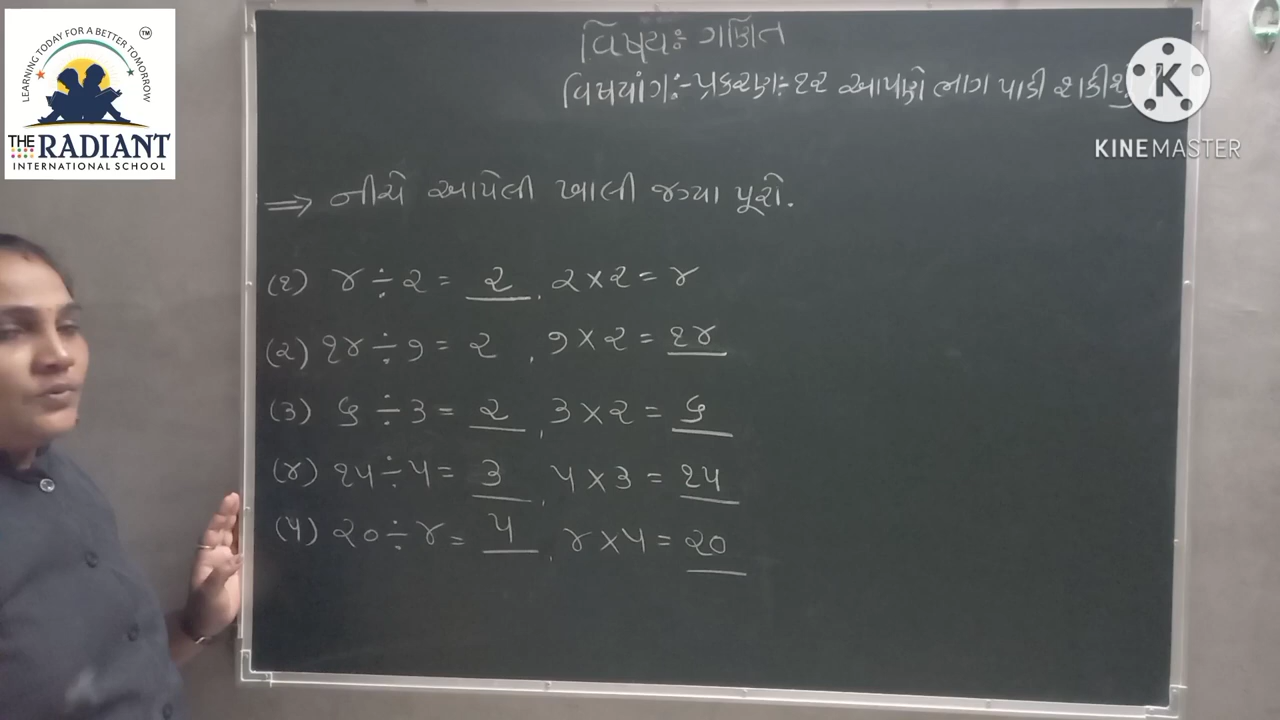 LEARNING TODAY FOR A BETTER TOMORROW
TM
THE RADIANT
INTERNATIONAL SCHOOL
વિષયઃ ગણિત
વિષયાંગ:- પ્રકરણઃ-૧૨ આપણે ભાગ પાડી શકીશું
K
KINEMASTER
⇒ નીચે આપેલી ખાલી જગ્યા પૂરો.
(૧) ૪ ÷ ૨ = ૨ , ૨ × ૨ = ૪
(૨) ૧૪ ÷ ૭ = ૨ , ૭ × ૨ = ૧૪
(૩) ૬ ÷ ૩ = ૨ , ૩ × ૨ = ૬
(૪) ૧૫ ÷ ૫ = ૩ , ૫ × ૩ = ૧૫
(૫) ૨૦ ÷ ૪ = ૫ , ૪ × ૫ = ૨૦